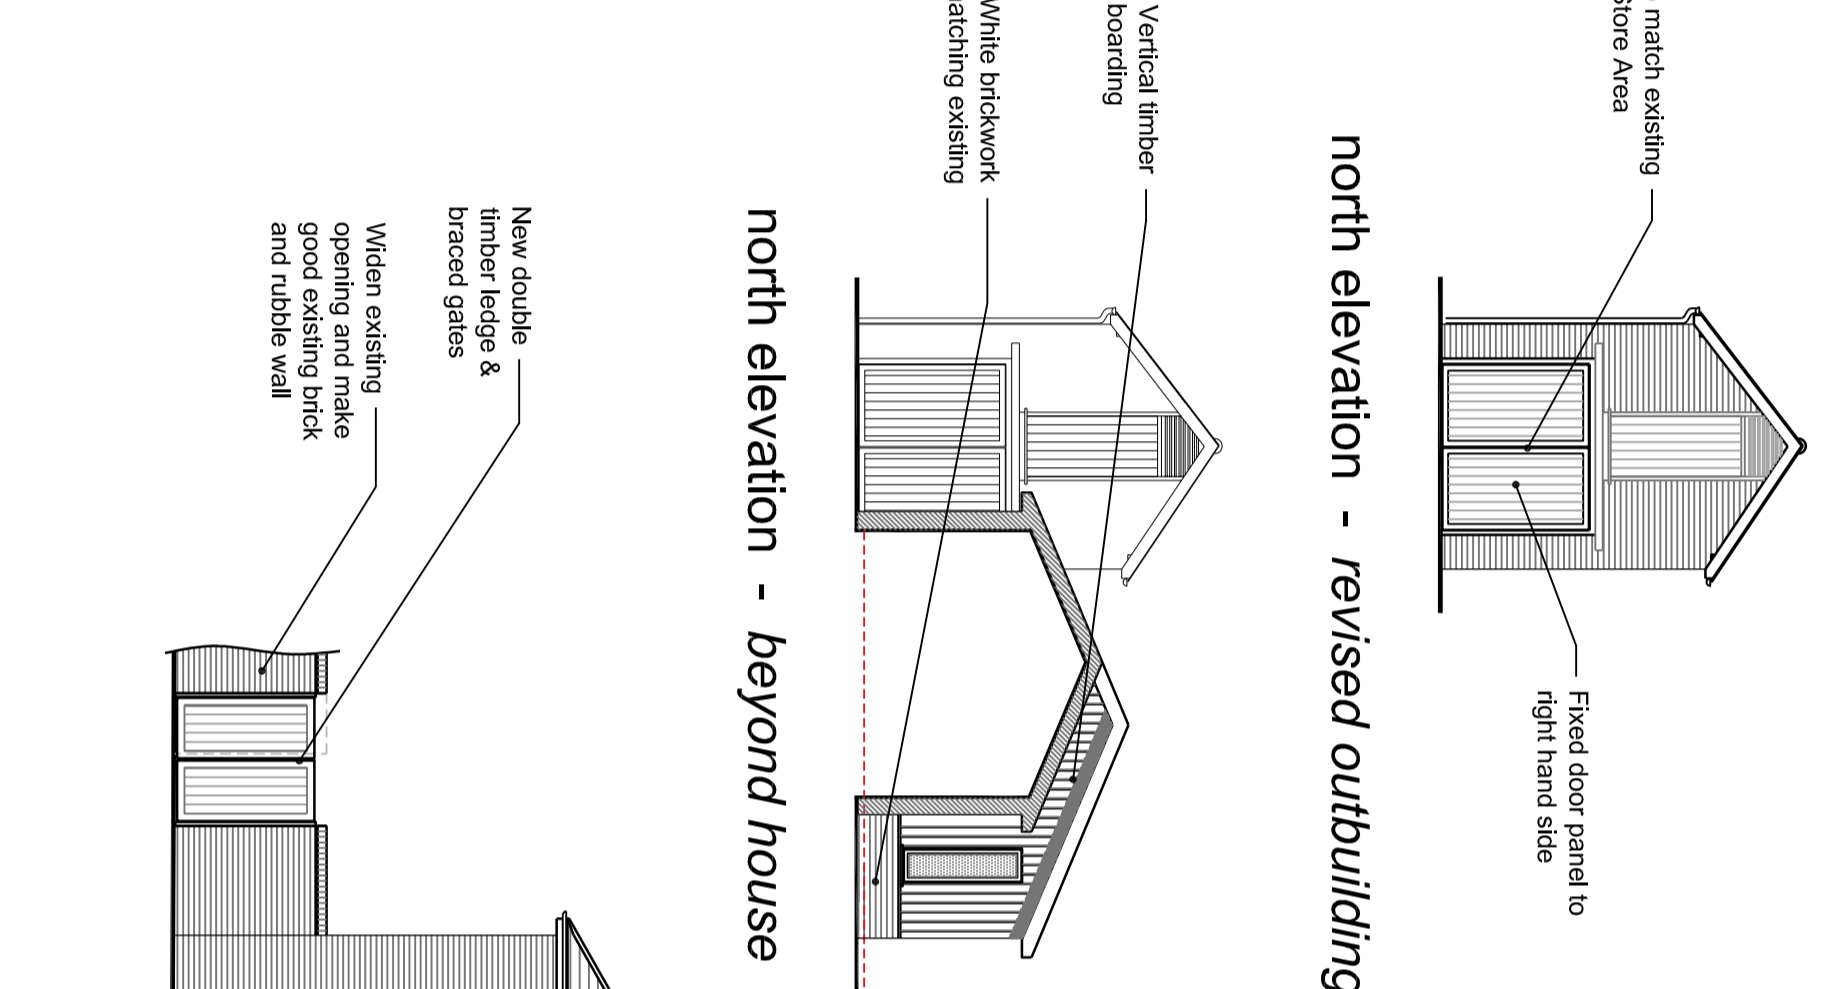 match existing
Store Area
Fixed door panel to
right hand side
north elevation - revised outbuilding
Vertical timber
boarding
White brickwork
atching existing
north elevation - beyond house
New double
timber ledge &
braced gates
Widen existing
opening and make
good existing brick
and rubble wall